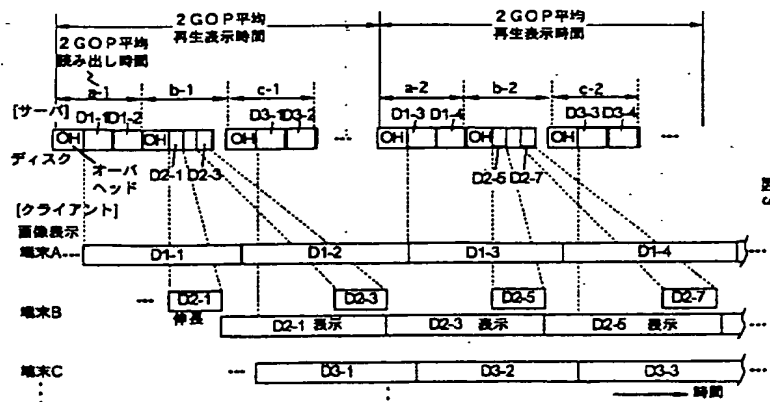 2GOP平均
再生表示時間
2GOP平均
再生表示時間
2GOP平均
読み出し時間
a-1
b-1
c-1
a-2
b-2
c-2
[サーバ]
D1-1
D1-2
D3-1
D3-2
D1-3
D1-4
D3-3
D3-4
OH
OH
OH
OH
OH
OH
ディスク
オーバ
ヘッド
D2-1
D2-3
D2-5
D2-7
[クライアント]
画像表示
端末A
D1-1
D1-2
D1-3
D1-4
端末B
D2-1
D2-3
D2-5
D2-7
伸長
D2-1 表示
D2-3 表示
D2-5 表示
端末C
D3-1
D3-2
D3-3
時間